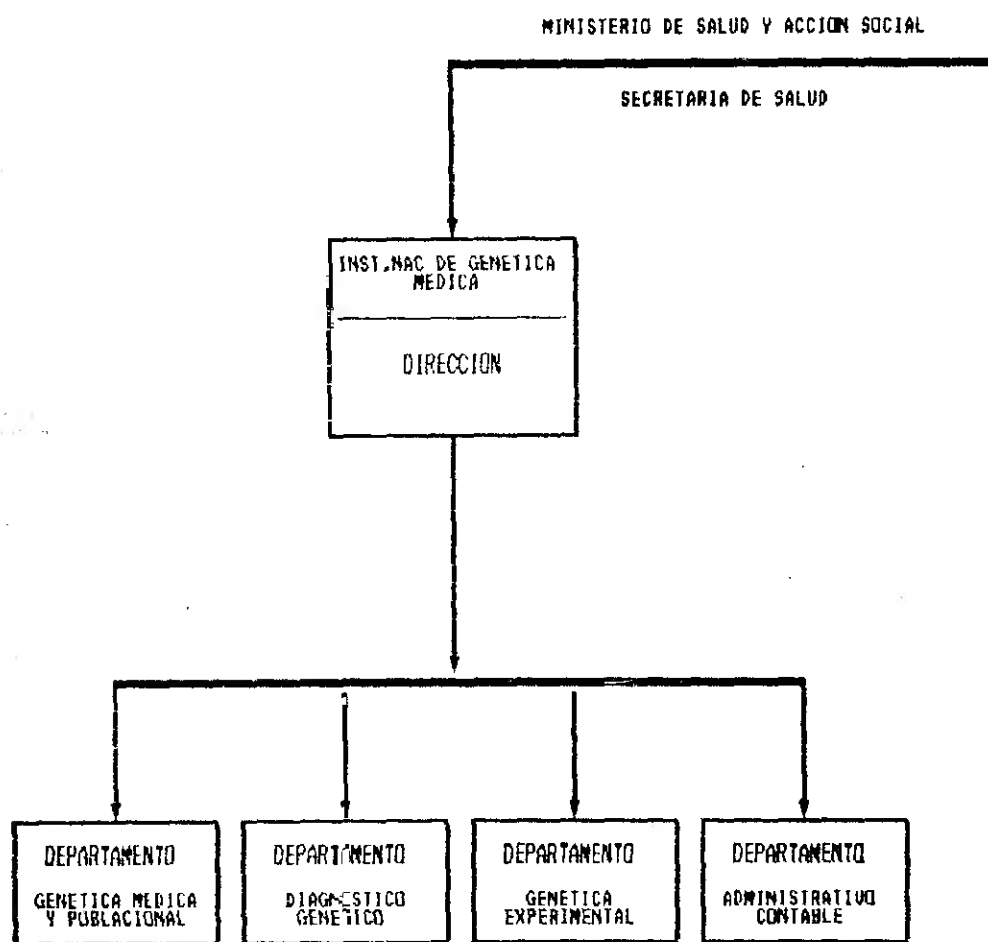 MINISTERIO DE SALUD Y ACCION SOCIAL
SECRETARIA DE SALUD
INST.NAC DE GENETICA
MEDICA
DIRECCION
DEPARTAMENTO
GENETICA MEDICA
Y PUBLACIONAL
DEPARTAMENTO
DIAGNOSTICO
GENETICO
DEPARTAMENTO
GENETICA
EXPERIMENTAL
DEPARTAMENTO
ADMINISTRATIVO
CONTABLE